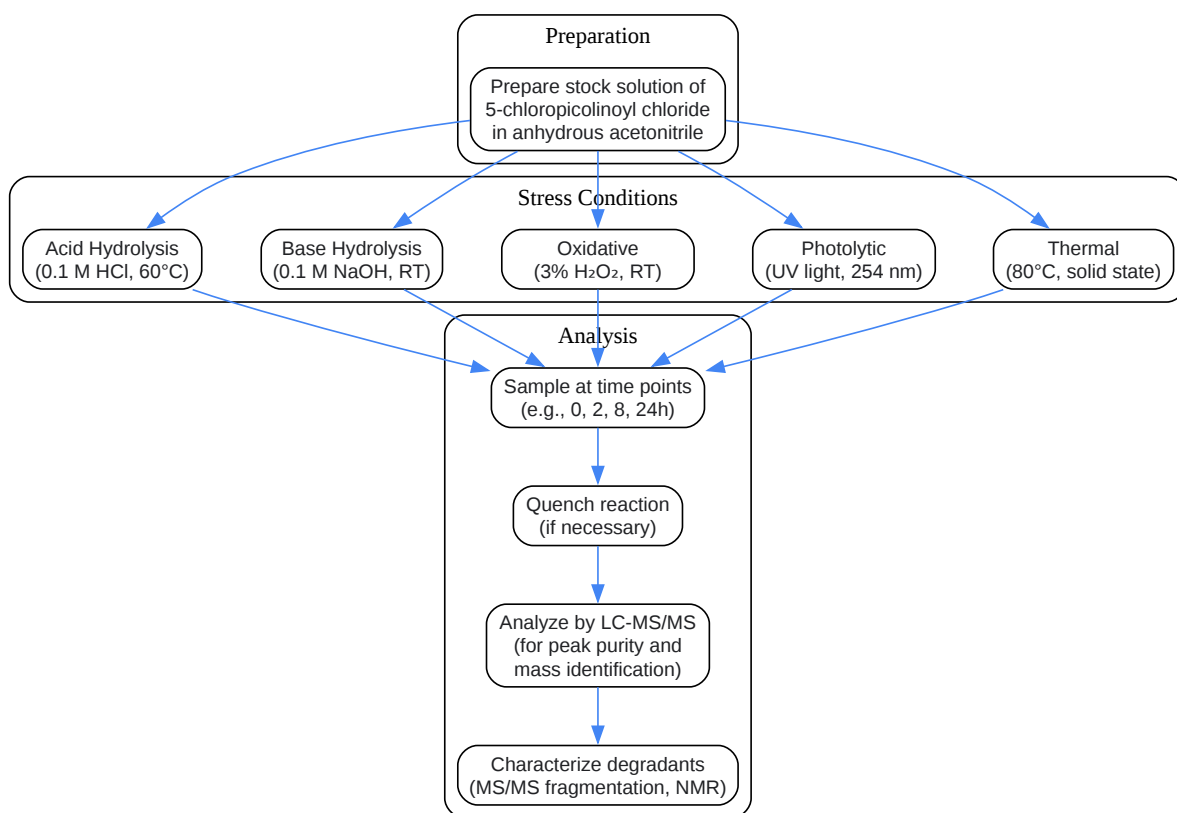 Preparation
Prepare stock solution of
5-chloropicolinoyl chloride
in anhydrous acetonitrile
Stress Conditions
Acid Hydrolysis
(0.1 M HCl, 60°C)
Base Hydrolysis
(0.1 M NaOH, RT)
Oxidative
(3% H₂O₂, RT)
Photolytic
(UV light, 254 nm)
Thermal
(80°C, solid state)
Analysis
Sample at time points
(e.g., 0, 2, 8, 24h)
Quench reaction
(if necessary)
Analyze by LC-MS/MS
(for peak purity and
mass identification)
Characterize degradants
(MS/MS fragmentation, NMR)